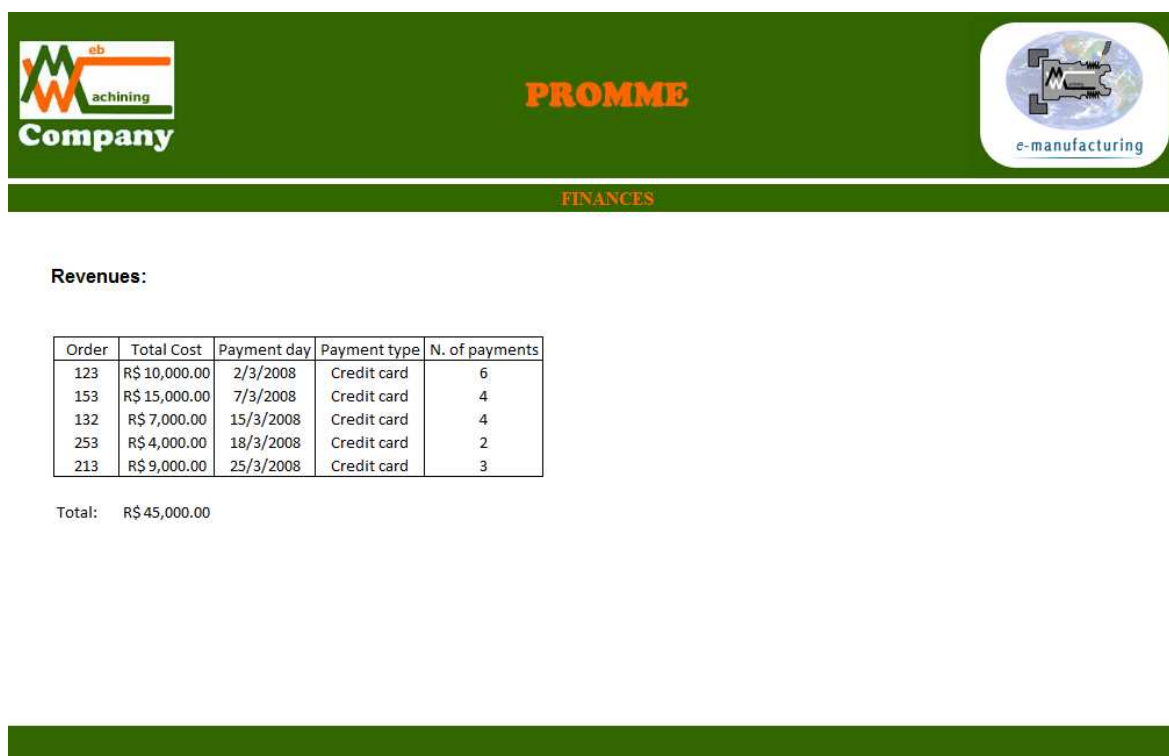 eb
achining
Company
PROMME
e-manufacturing
FINANCES
Revenues:
Order Total Cost Payment day Payment type N. of payments
123 R$ 10,000.00 2/3/2008 Credit card 6
153 R$ 15,000.00 7/3/2008 Credit card 4
132 R$ 7,000.00 15/3/2008 Credit card 4
253 R$ 4,000.00 18/3/2008 Credit card 2
213 R$ 9,000.00 25/3/2008 Credit card 3
Total: R$ 45,000.00